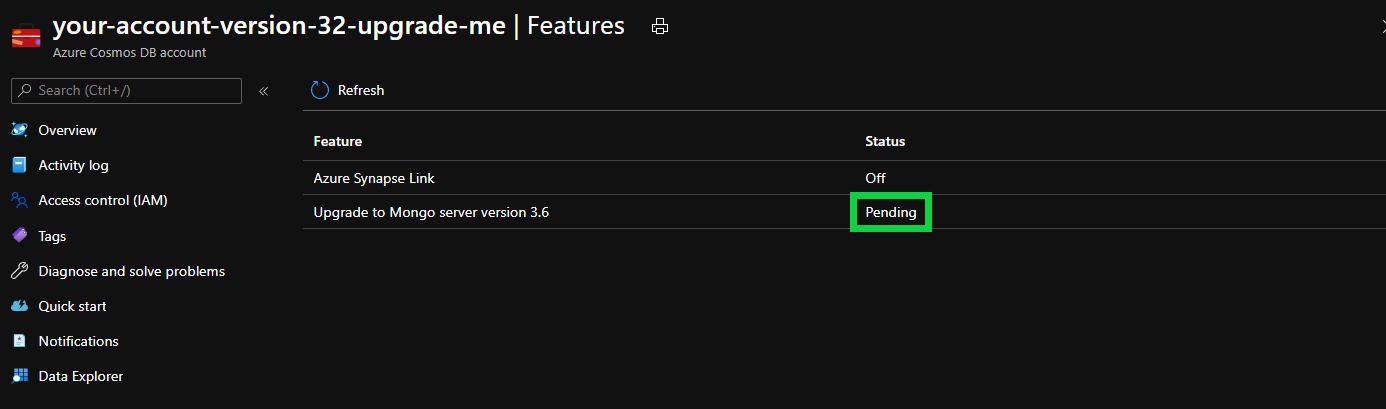 your-account-version-32-upgrade-me | Features
Azure Cosmos DB account
Search (Ctrl+/)
«
Refresh
Overview
Activity log
Access control (IAM)
Tags
Diagnose and solve problems
Quick start
Notifications
Data Explorer
Feature Status
Azure Synapse Link Off
Upgrade to Mongo server version 3.6 Pending